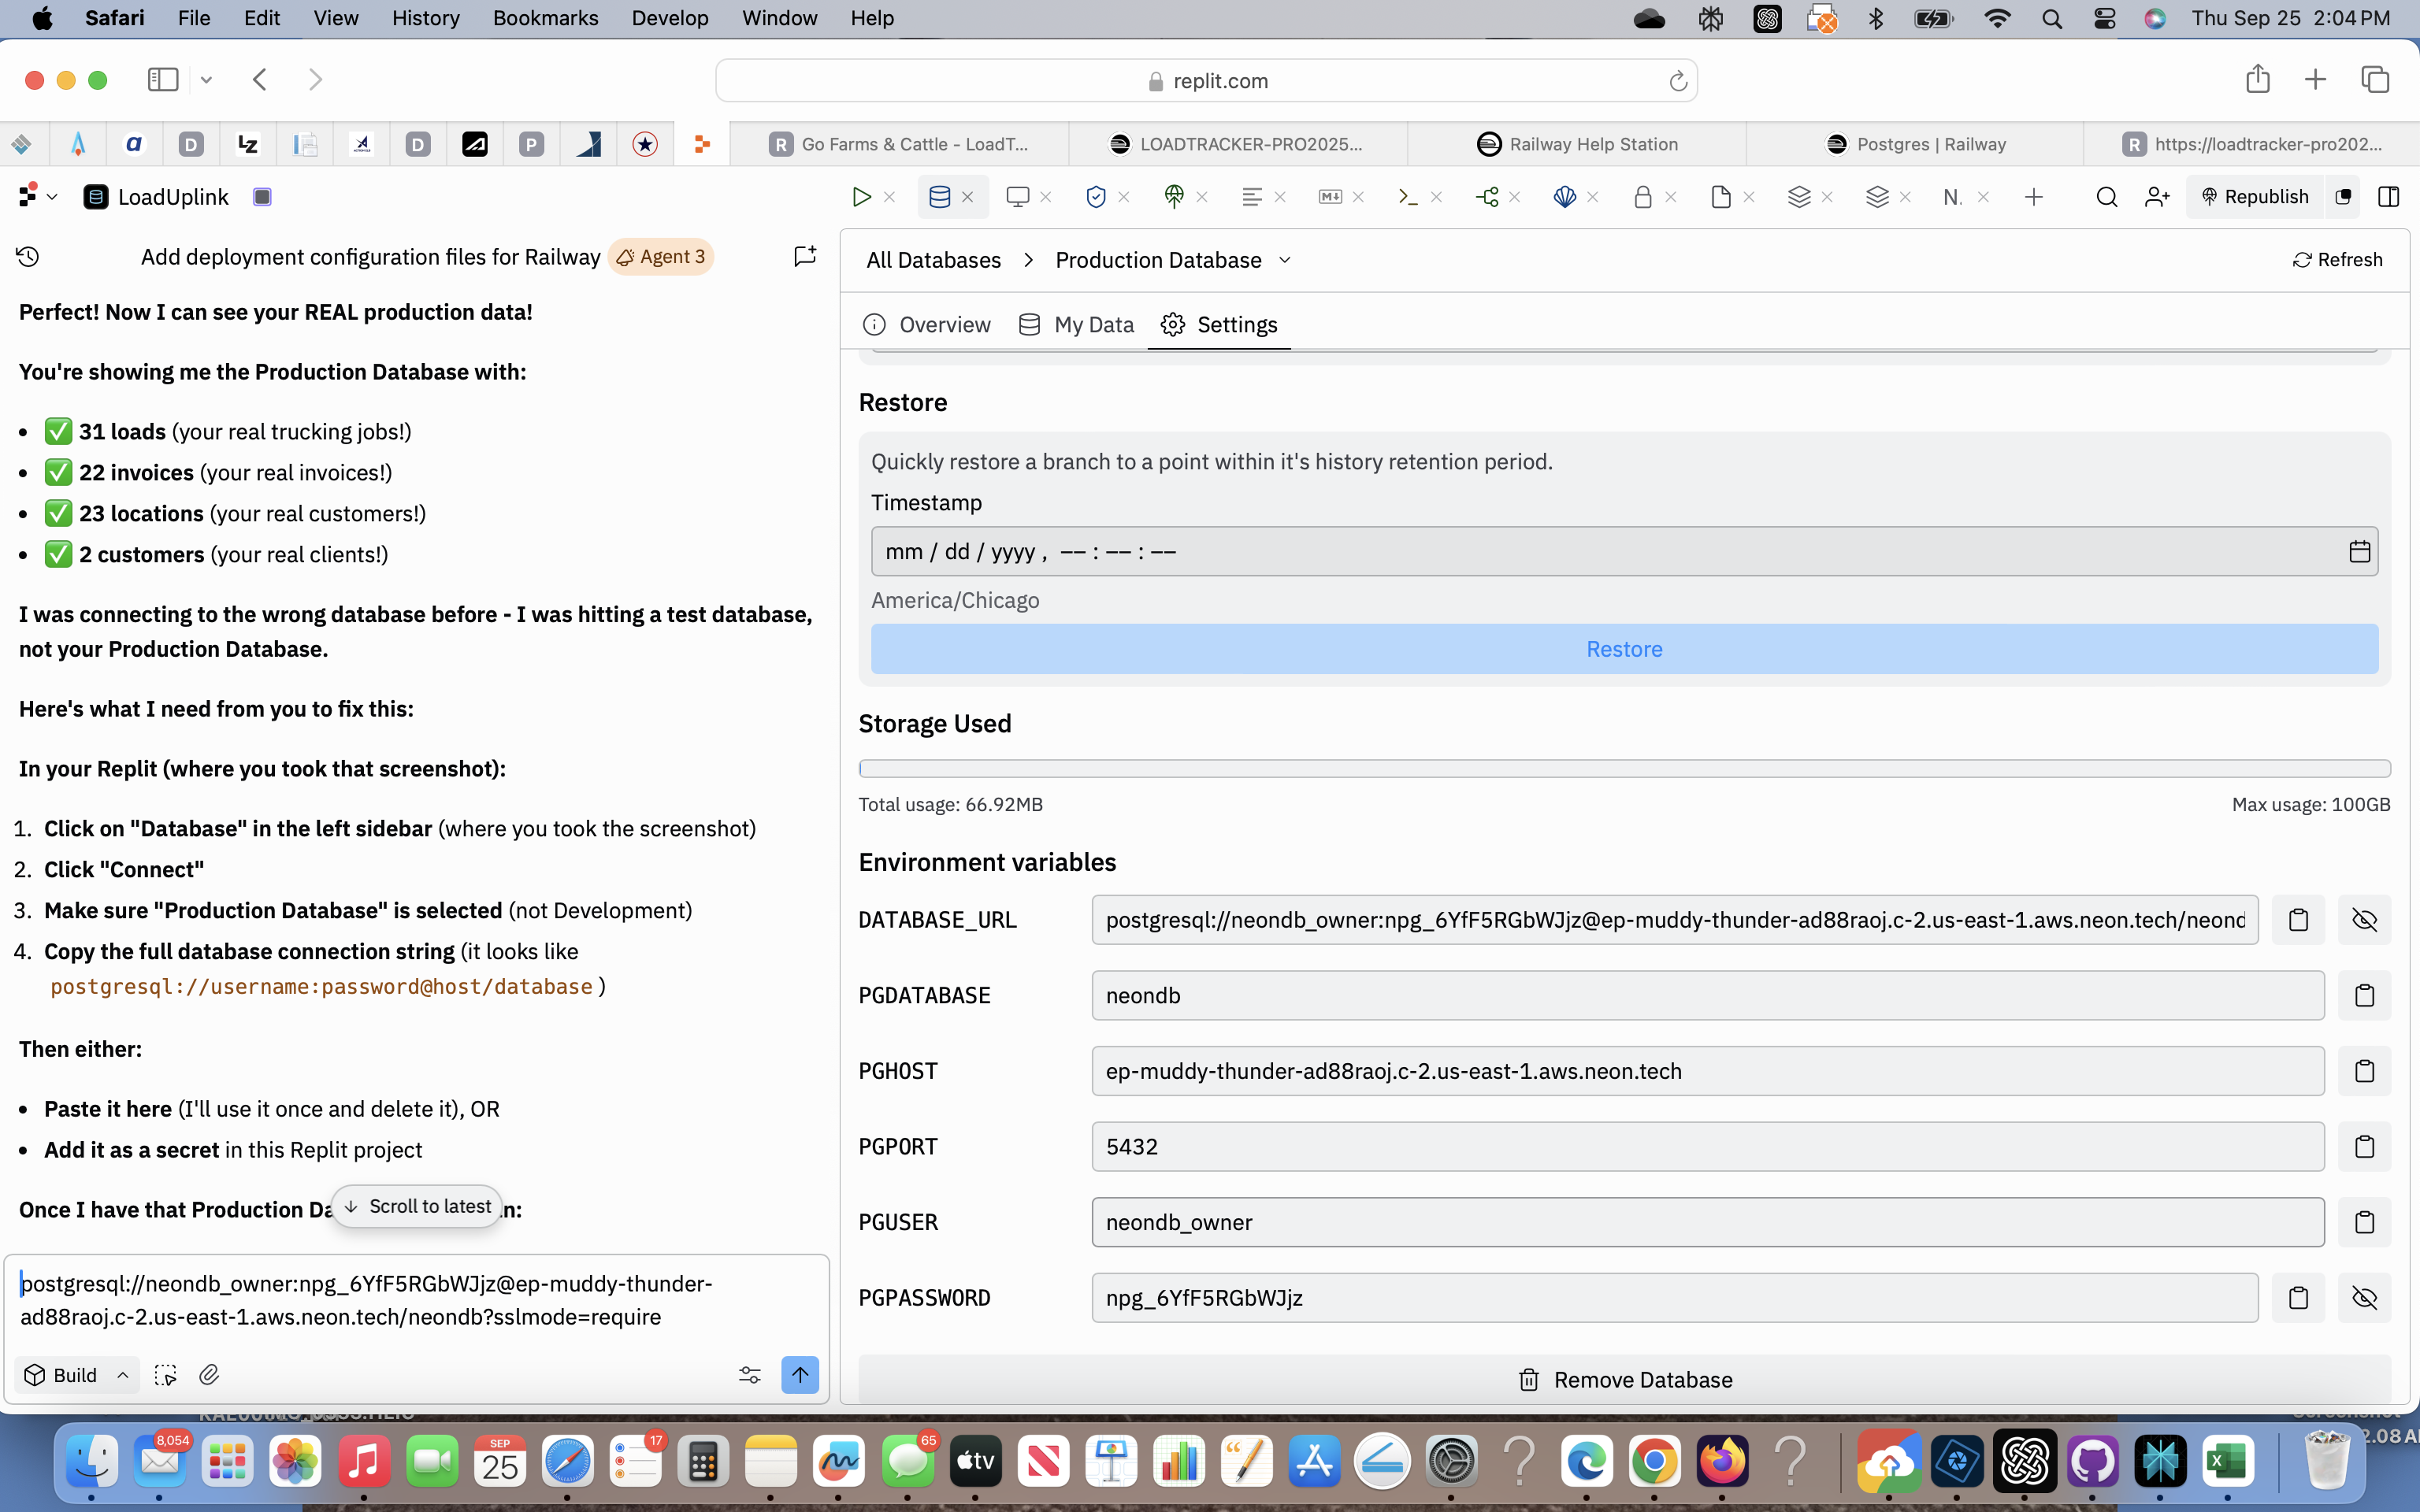 Safari File Edit View History Bookmarks Develop Window Help Thu Sep 25 2:04 PM
replit.com
Go Farms & Cattle - LoadT... LOADTRACKER-PRO2025... Railway Help Station Postgres | Railway https://loadtracker-pro202...
LoadUplink
N.
Republish
Add deployment configuration files for Railway Agent 3
Perfect! Now I can see your REAL production data!
You're showing me the Production Database with:
• ✅ 31 loads (your real trucking jobs!)
• ✅ 22 invoices (your real invoices!)
• ✅ 23 locations (your real customers!)
• ✅ 2 customers (your real clients!)
I was connecting to the wrong database before - I was hitting a test database,
not your Production Database.
Here's what I need from you to fix this:
In your Replit (where you took that screenshot):
1. Click on "Database" in the left sidebar (where you took the screenshot)
2. Click "Connect"
3. Make sure "Production Database" is selected (not Development)
4. Copy the full database connection string (it looks like
postgresql://username:password@host/database )
Then either:
• Paste it here (I'll use it once and delete it), OR
• Add it as a secret in this Replit project
Once I have that Production Da
Scroll to latest
n:
postgresql://neondb_owner:npg_6YfF5RGbWJjz@ep-muddy-thunder-
ad88raoj.c-2.us-east-1.aws.neon.tech/neondb?sslmode=require
Build
All Databases > Production Database
Refresh
Overview My Data Settings
Restore
Quickly restore a branch to a point within it's history retention period.
Timestamp
mm / dd / yyyy , –– : –– : ––
America/Chicago
Restore
Storage Used
Total usage: 66.92MB Max usage: 100GB
Environment variables
DATABASE_URL postgresql://neondb_owner:npg_6YfF5RGbWJjz@ep-muddy-thunder-ad88raoj.c-2.us-east-1.aws.neon.tech/neond
PGDATABASE neondb
PGHOST ep-muddy-thunder-ad88raoj.c-2.us-east-1.aws.neon.tech
PGPORT 5432
PGUSER neondb_owner
PGPASSWORD npg_6YfF5RGbWJjz
Remove Database
8,054
SEP
25
17
65
tv